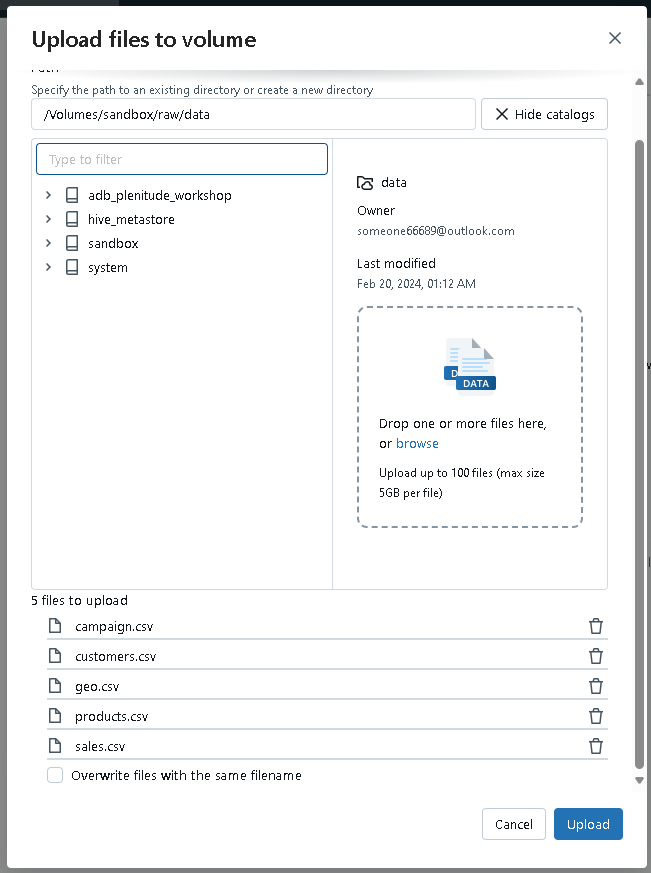 Upload files to volume
Path
Specify the path to an existing directory or create a new directory
/Volumes/sandbox/raw/data
Hide catalogs
Type to filter
adb_plenitude_workshop
hive_metastore
sandbox
system
data
Owner
someone66689@outlook.com
Last modified
Feb 20, 2024, 01:12 AM
D
DATA
Drop one or more files here,
or browse
Upload up to 100 files (max size
5GB per file)
5 files to upload
campaign.csv
customers.csv
geo.csv
products.csv
sales.csv
Overwrite files with the same filename
Cancel
Upload